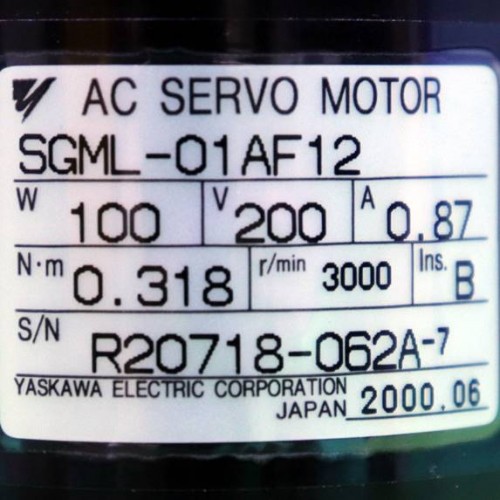 AC SERVO MOTOR
SGML-01AF12
W 100 V 200 A 0.87
N·m 0.318 r/min 3000 Ins. B
S/N R20718-062A-7
YASKAWA ELECTRIC CORPORATION
JAPAN 2000.06